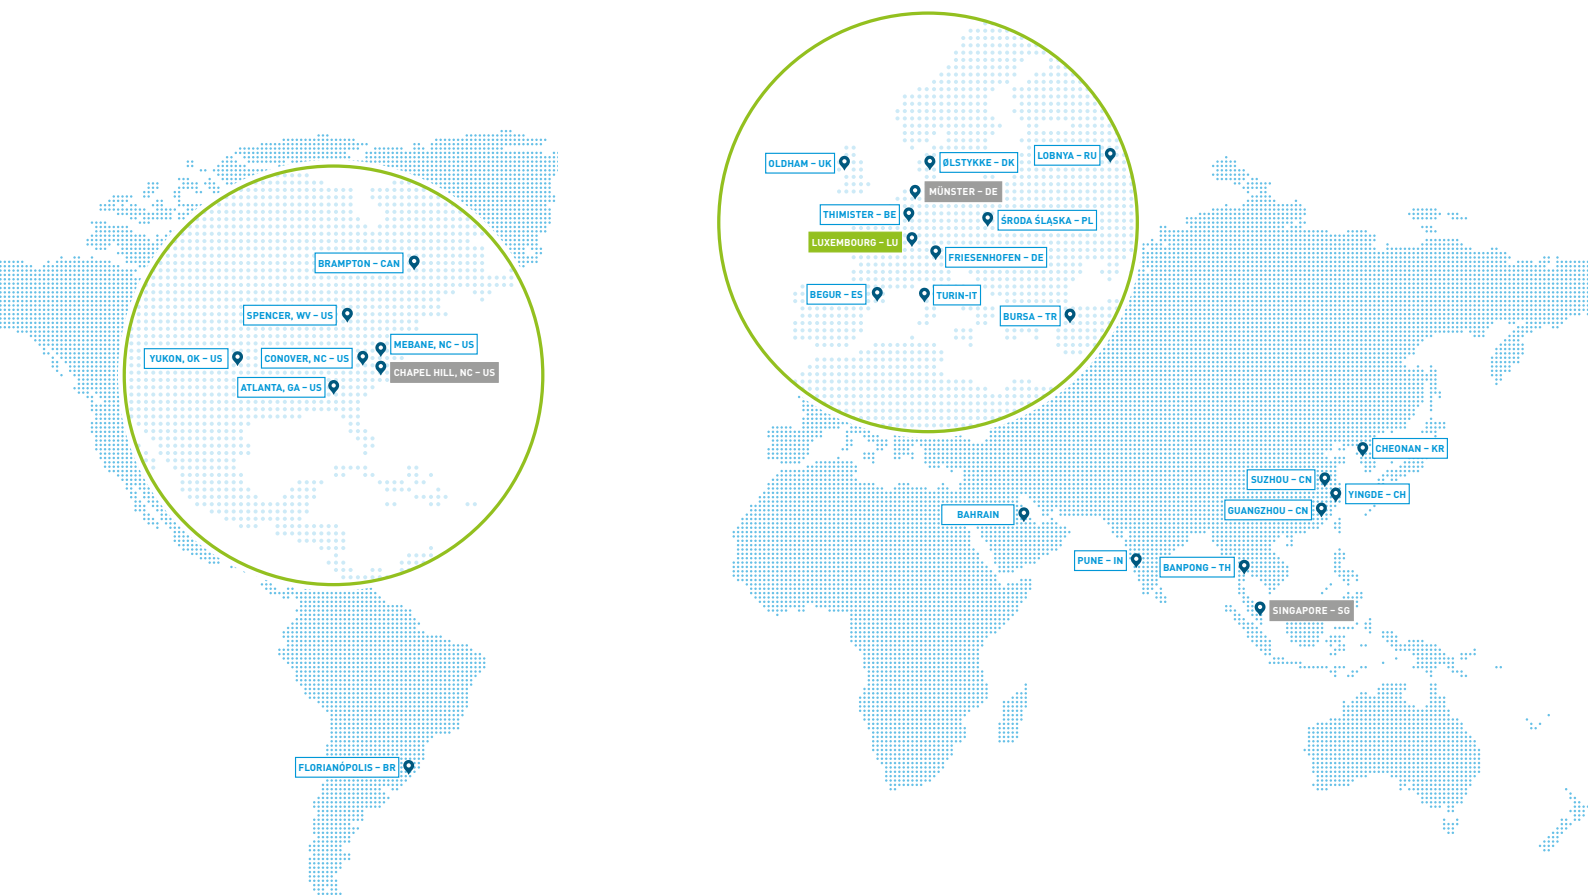 BRAMPTON – CAN
SPENCER, WV – US
MEBANE, NC – US
YUKON, OK – US
CONOVER, NC – US
CHAPEL HILL, NC – US
ATLANTA, GA – US
FLORIANÓPOLIS – BR
OLDHAM – UK
ØLSTYKKE – DK
LOBNYA – RU
MÜNSTER – DE
THIMISTER – BE
ŚRODA ŚLĄSKA – PL
LUXEMBOURG – LU
FRIESENHOFEN – DE
BEGUR – ES
TURIN-IT
BURSA – TR
CHEONAN – KR
SUZHOU – CN
YINGDE – CH
GUANGZHOU – CN
BAHRAIN
PUNE – IN
BANPONG – TH
SINGAPORE – SG